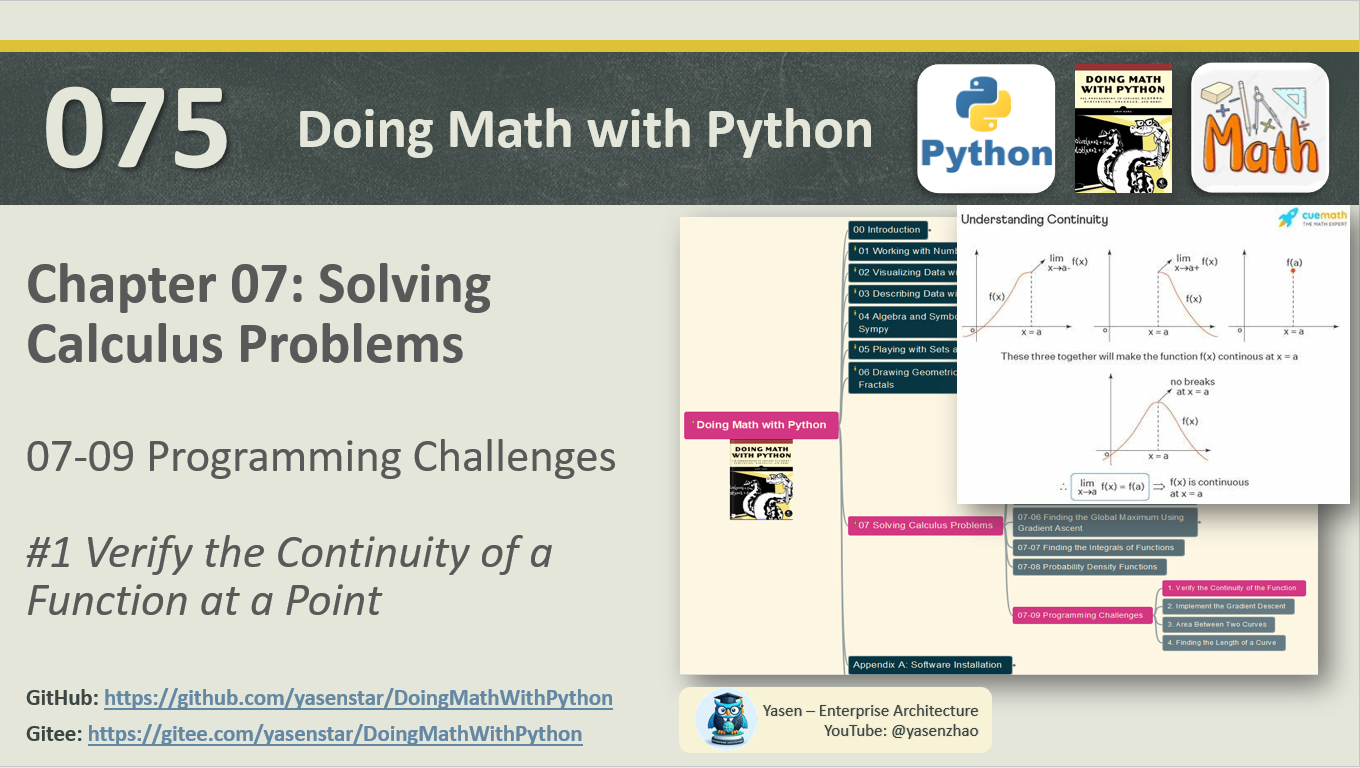 075
Doing Math with Python
Python
DOING MATH
WITH PYTHON
Math
Chapter 07: Solving
Calculus Problems
07-09 Programming Challenges
#1 Verify the Continuity of a
Function at a Point
GitHub: https://github.com/yasenstar/DoingMathWithPython
Gitee: https://gitee.com/yasenstar/DoingMathWithPython
Doing Math with Python
DOING MATH
WITH PYTHON
00 Introduction
01 Working with Numb
02 Visualizing Data wi
03 Describing Data wi
04 Algebra and Symbo
Sympy
05 Playing with Sets a
06 Drawing Geometric
Fractals
07 Solving Calculus Problems
07-06 Finding the Global Maximum Using
Gradient Ascent
07-07 Finding the Integrals of Functions
07-08 Probability Density Functions
07-09 Programming Challenges
1. Verify the Continuity of the Function
2. Implement the Gradient Descent
3. Area Between Two Curves
4. Finding the Length of a Curve
Appendix A: Software Installation
Understanding Continuity
cuemath
THE MATH EXPERT
lim f(x)
x→a-
f(x)
o
x = a
lim f(x)
x→a+
f(x)
o
x = a
f(a)
o
x = a
These three together will make the function f(x) continous at x = a
no breaks
at x = a
f(x)
o
x = a
∴ lim f(x) = f(a) ⇒ f(x) is continuous
x→a at x = a
Yasen – Enterprise Architecture
YouTube: @yasenzhao